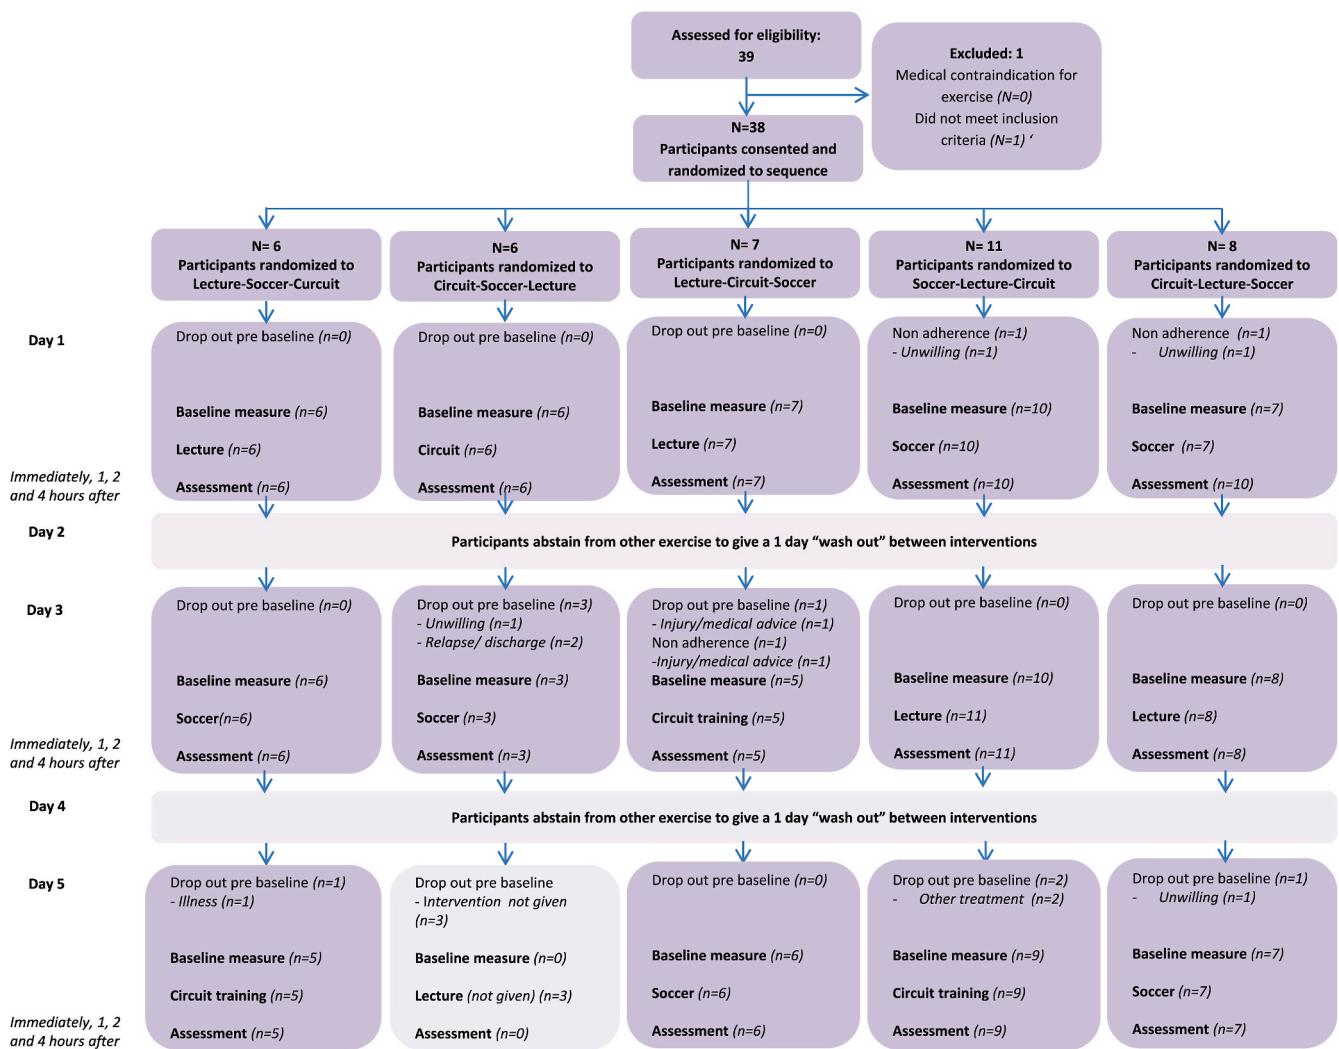 Assessed for eligibility:
39
Excluded: 1
Medical contraindication for
exercise (N=0)
Did not meet inclusion
criteria (N=1) ‘
N=38
Participants consented and
randomized to sequence
N= 6
Participants randomized to
Lecture-Soccer-Curcuit
N=6
Participants randomized to
Circuit-Soccer-Lecture
N= 7
Participants randomized to
Lecture-Circuit-Soccer
N= 11
Participants randomized to
Soccer-Lecture-Circuit
N= 8
Participants randomized to
Circuit-Lecture-Soccer
Day 1
Immediately, 1, 2
and 4 hours after
Drop out pre baseline (n=0)
Baseline measure (n=6)
Lecture (n=6)
Assessment (n=6)
Drop out pre baseline (n=0)
Baseline measure (n=6)
Circuit (n=6)
Assessment (n=6)
Drop out pre baseline (n=0)
Baseline measure (n=7)
Lecture (n=7)
Assessment (n=7)
Non adherence (n=1)
- Unwilling (n=1)
Baseline measure (n=10)
Soccer (n=10)
Assessment (n=10)
Non adherence (n=1)
- Unwilling (n=1)
Baseline measure (n=7)
Soccer (n=7)
Assessment (n=10)
Day 2
Participants abstain from other exercise to give a 1 day “wash out” between interventions
Day 3
Immediately, 1, 2
and 4 hours after
Drop out pre baseline (n=0)
Baseline measure (n=6)
Soccer(n=6)
Assessment (n=6)
Drop out pre baseline (n=3)
- Unwilling (n=1)
- Relapse/ discharge (n=2)
Baseline measure (n=3)
Soccer (n=3)
Assessment (n=3)
Drop out pre baseline (n=1)
- Injury/medical advice (n=1)
Non adherence (n=1)
-Injury/medical advice (n=1)
Baseline measure (n=5)
Circuit training (n=5)
Assessment (n=5)
Drop out pre baseline (n=0)
Baseline measure (n=10)
Lecture (n=11)
Assessment (n=11)
Drop out pre baseline (n=0)
Baseline measure (n=8)
Lecture (n=8)
Assessment (n=8)
Day 4
Participants abstain from other exercise to give a 1 day “wash out” between interventions
Day 5
Immediately, 1, 2
and 4 hours after
Drop out pre baseline (n=1)
- Illness (n=1)
Baseline measure (n=5)
Circuit training (n=5)
Assessment (n=5)
Drop out pre baseline
- Intervention not given
(n=3)
Baseline measure (n=0)
Lecture (not given) (n=3)
Assessment (n=0)
Drop out pre baseline (n=0)
Baseline measure (n=6)
Soccer (n=6)
Assessment (n=6)
Drop out pre baseline (n=2)
- Other treatment (n=2)
Baseline measure (n=9)
Circuit training (n=9)
Assessment (n=9)
Drop out pre baseline (n=1)
- Unwilling (n=1)
Baseline measure (n=7)
Soccer (n=7)
Assessment (n=7)